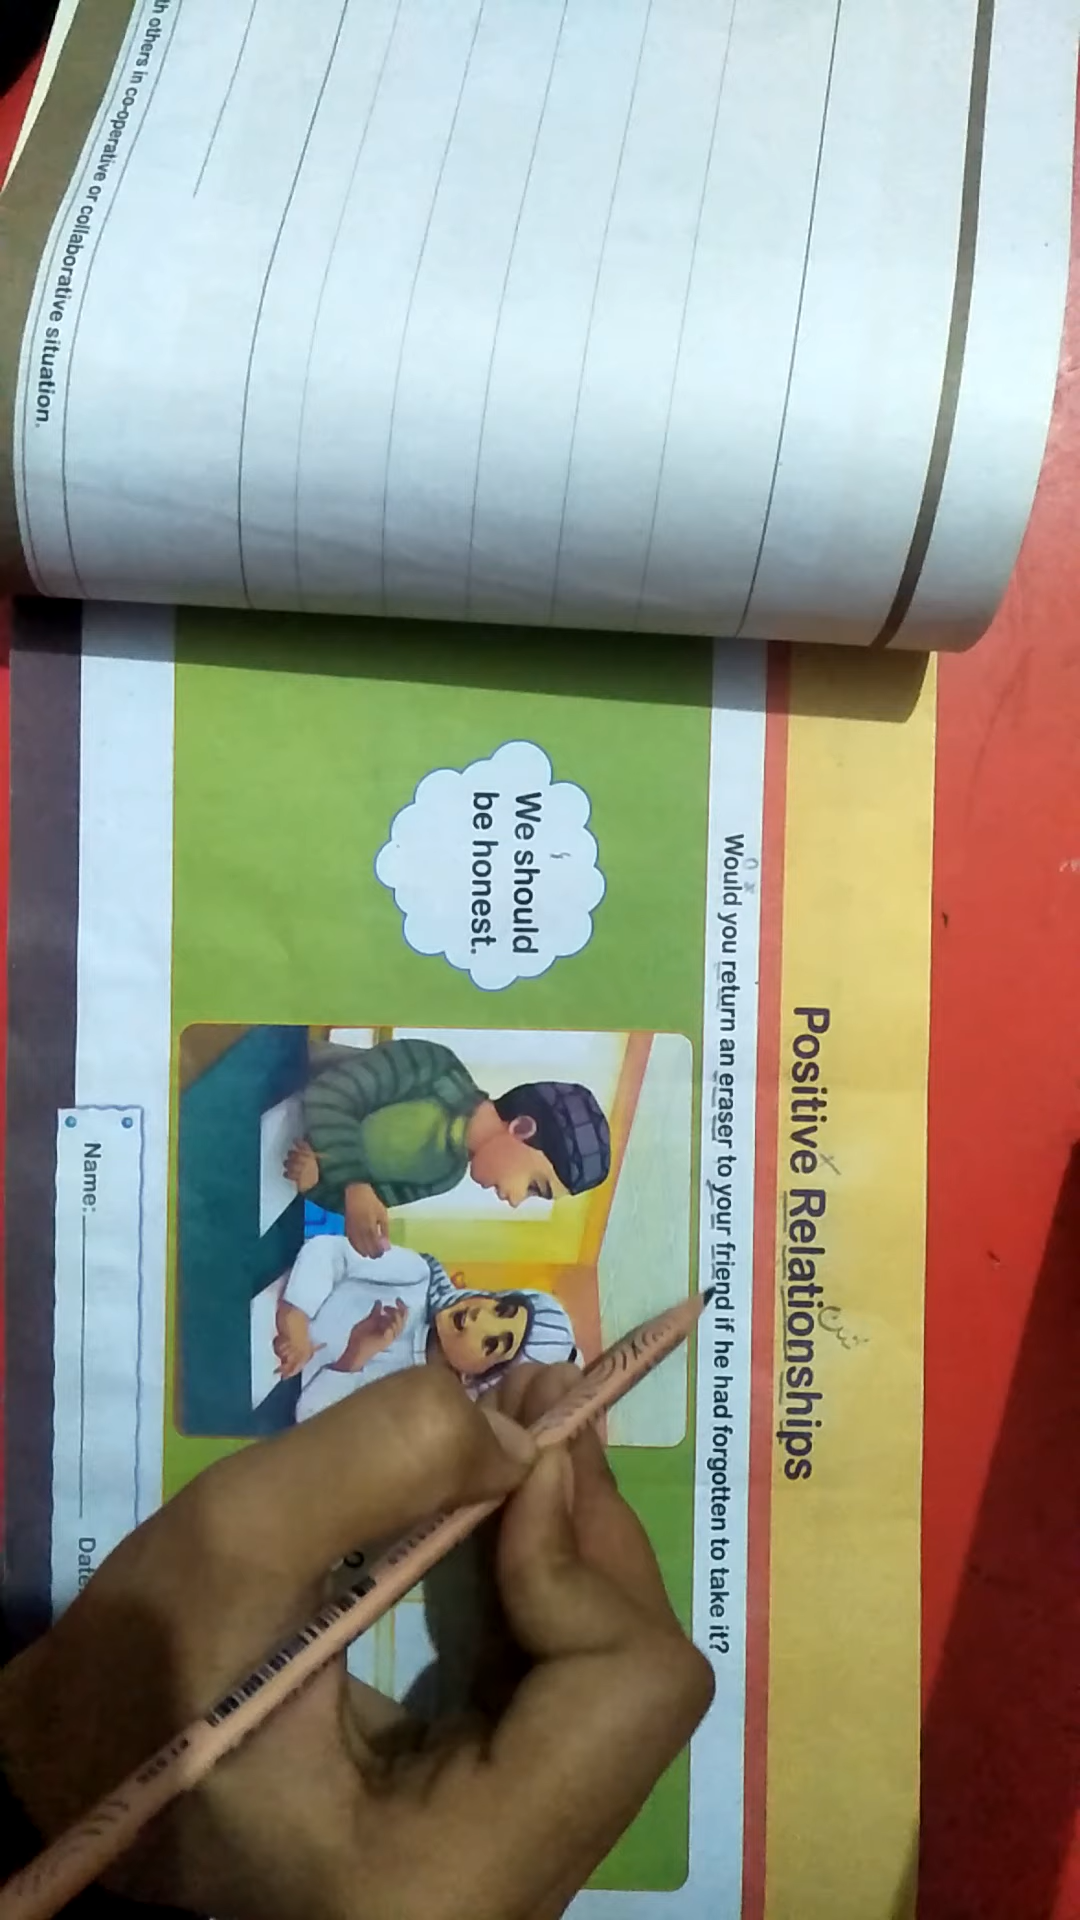 Positive Relationships
Would you return an eraser to your friend if he had forgotten to take it?
We should
be honest.
Name:
Date
th others in co-operative or collaborative situation.